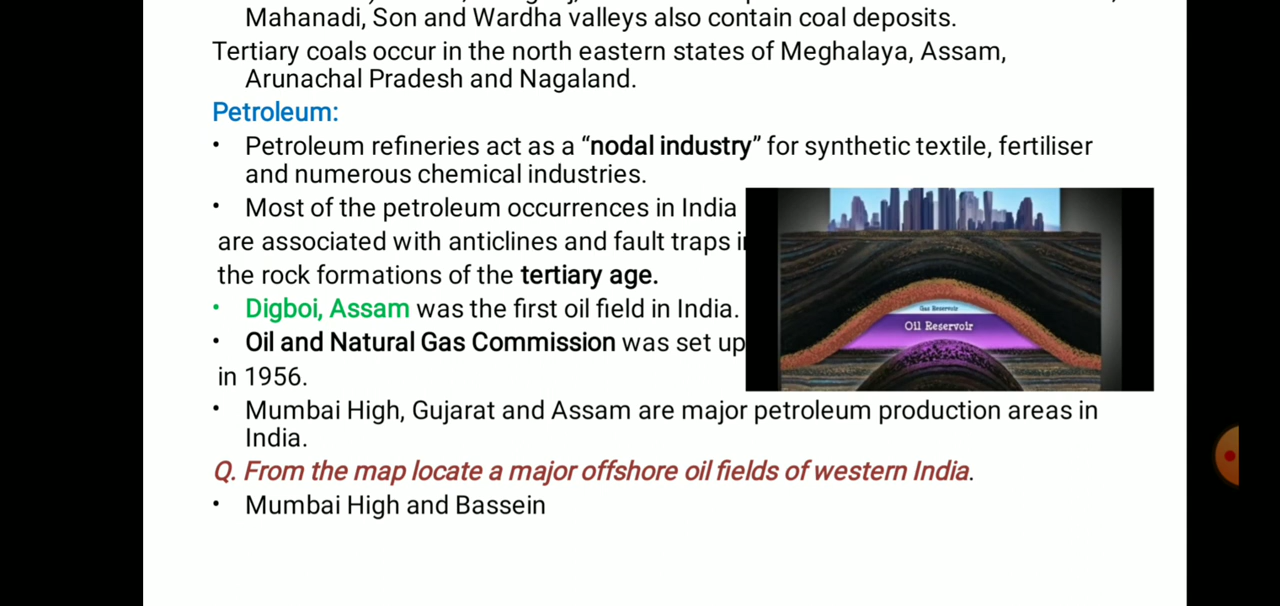 Mahanadi, Son and Wardha valleys also contain coal deposits.
Tertiary coals occur in the north eastern states of Meghalaya, Assam,
Arunachal Pradesh and Nagaland.
Petroleum:
• Petroleum refineries act as a “nodal industry” for synthetic textile, fertiliser
and numerous chemical industries.
• Most of the petroleum occurrences in India
are associated with anticlines and fault traps
the rock formations of the tertiary age.
• Digboi, Assam was the first oil field in India.
• Oil and Natural Gas Commission was set up
in 1956.
Gas Reservoir
Oil Reservoir
• Mumbai High, Gujarat and Assam are major petroleum production areas in
India.
Q. From the map locate a major offshore oil fields of western India.
• Mumbai High and Bassein